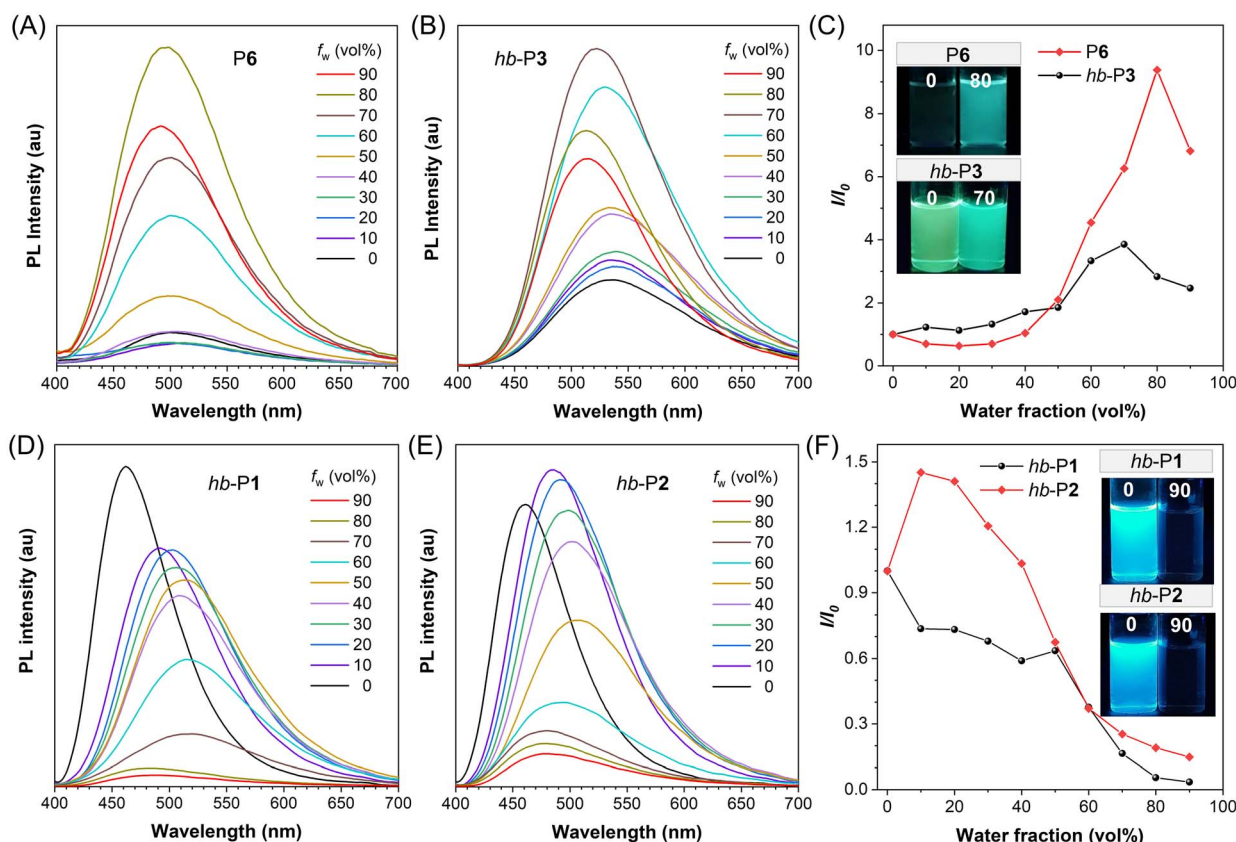 (A)
P6
fw (vol%)
90
80
70
60
50
40
30
20
10
0
PL Intensity (au)
400 450 500 550 600 650 700
Wavelength (nm)
(B)
hb-P3
fw (vol%)
90
80
70
60
50
40
30
20
10
0
PL Intensity (au)
400 450 500 550 600 650 700
Wavelength (nm)
(C)
P6
0 80
hb-P3
0 70
P6
hb-P3
10
8
6
4
2
0
I/I0
0 20 40 60 80 100
Water fraction (vol%)
(D)
hb-P1
fw (vol%)
90
80
70
60
50
40
30
20
10
0
PL intensity (au)
400 450 500 550 600 650 700
Wavelength (nm)
(E)
hb-P2
fw (vol%)
90
80
70
60
50
40
30
20
10
0
PL intensity (au)
400 450 500 550 600 650 700
Wavelength (nm)
(F)
hb-P1
hb-P2
hb-P1
0 90
hb-P2
0 90
1.5
1.2
0.9
0.6
0.3
0.0
I/I0
0 20 40 60 80 100
Water fraction (vol%)